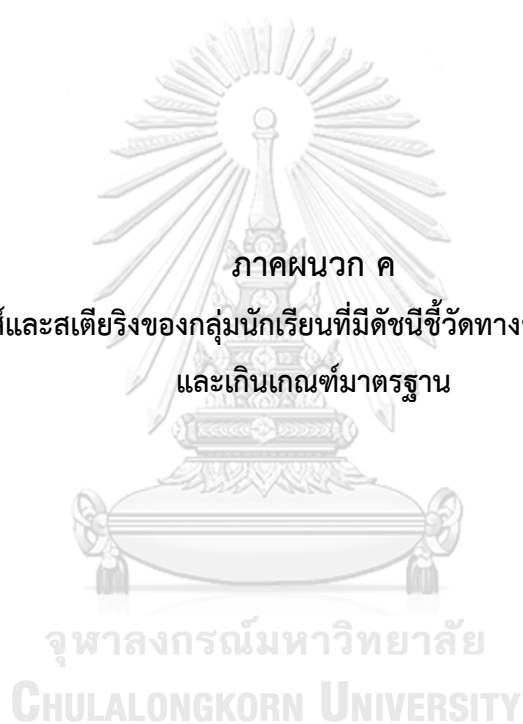 ภาคผนวก ค
และสเตียริงของกลุ่มนักเรียนที่มีดัชนีชี้วัดทาง
และเกินเกณฑ์มาตรฐาน
จุฬาลงกรณ์มหาวิทยาลัย
CHULALONGKORN UNIVERSITY